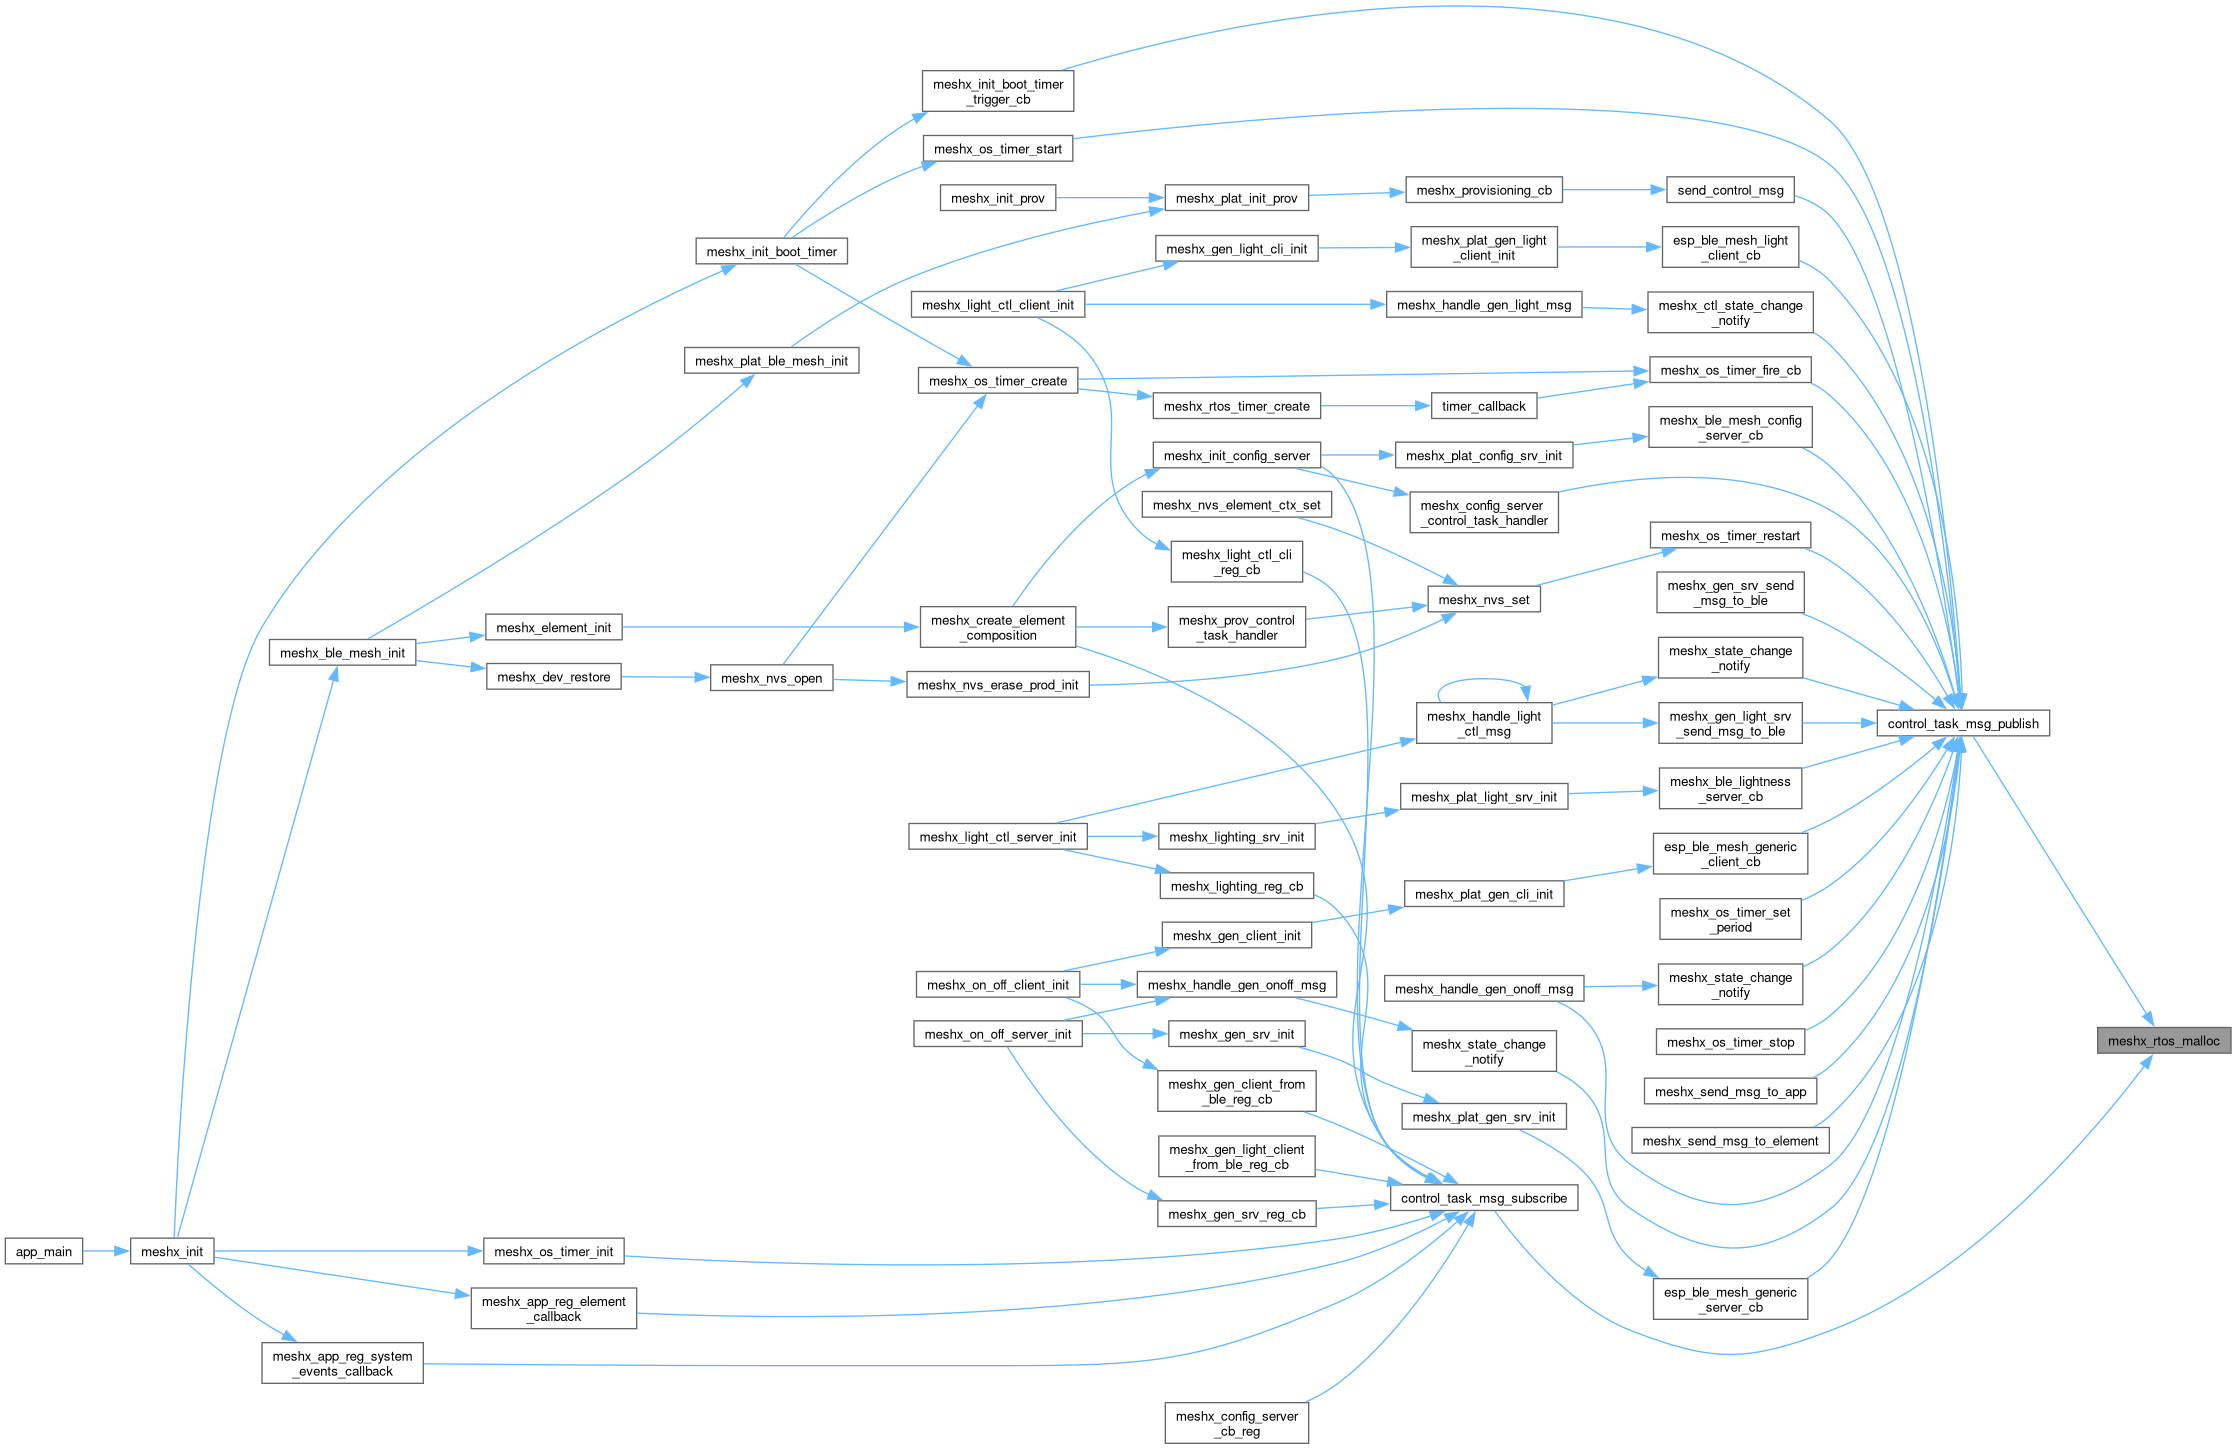 meshx_init_boot_timer
_trigger_cb
meshx_os_timer_start
meshx_init_prov
meshx_plat_init_prov
meshx_provisioning_cb
send_control_msg
meshx_init_boot_timer
meshx_gen_light_cli_init
meshx_plat_gen_light
_client_init
esp_ble_mesh_light
_client_cb
meshx_light_ctl_client_init
meshx_handle_gen_light_msg
meshx_ctl_state_change
_notify
meshx_plat_ble_mesh_init
meshx_os_timer_create
meshx_os_timer_fire_cb
meshx_rtos_timer_create
timer_callback
meshx_ble_mesh_config
_server_cb
meshx_init_config_server
meshx_plat_config_srv_init
meshx_nvs_element_ctx_set
meshx_config_server
_control_task_handler
meshx_os_timer_restart
meshx_light_ctl_cli
_reg_cb
meshx_gen_srv_send
_msg_to_ble
meshx_nvs_set
meshx_element_init
meshx_create_element
_composition
meshx_prov_control
_task_handler
meshx_ble_mesh_init
meshx_state_change
_notify
meshx_dev_restore
meshx_nvs_open
meshx_nvs_erase_prod_init
meshx_handle_light
_ctl_msg
meshx_gen_light_srv
_send_msg_to_ble
control_task_msg_publish
meshx_ble_lightness
_server_cb
meshx_plat_light_srv_init
meshx_light_ctl_server_init
meshx_lighting_srv_init
esp_ble_mesh_generic
_client_cb
meshx_lighting_reg_cb
meshx_plat_gen_cli_init
meshx_os_timer_set
_period
meshx_gen_client_init
meshx_on_off_client_init
meshx_handle_gen_onoff_msg
meshx_handle_gen_onoff_msg
meshx_state_change
_notify
meshx_on_off_server_init
meshx_gen_srv_init
meshx_state_change
_notify
meshx_os_timer_stop
meshx_rtos_malloc
meshx_gen_client_from
_ble_reg_cb
meshx_send_msg_to_app
meshx_plat_gen_srv_init
meshx_send_msg_to_element
meshx_gen_light_client
_from_ble_reg_cb
control_task_msg_subscribe
meshx_gen_srv_reg_cb
app_main
meshx_init
meshx_os_timer_init
meshx_app_reg_element
_callback
esp_ble_mesh_generic
_server_cb
meshx_app_reg_system
_events_callback
meshx_config_server
_cb_reg